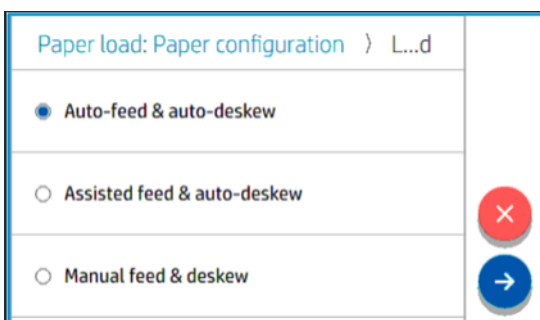 Paper load: Paper configuration 〉 L...d
Auto-feed & auto-deskew
Assisted feed & auto-deskew
Manual feed & deskew